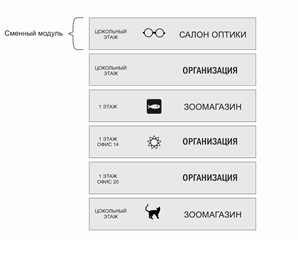 Сменный модуль
ЦОКОЛЬНЫЙ
ЭТАЖ
САЛОН ОПТИКИ
ЦОКОЛЬНЫЙ
ЭТАЖ
ОРГАНИЗАЦИЯ
1 ЭТАЖ
ЗООМАГАЗИН
1 ЭТАЖ
ОФИС 14
ОРГАНИЗАЦИЯ
1 ЭТАЖ
ОФИС 20
ОРГАНИЗАЦИЯ
ЦОКОЛЬНЫЙ
ЭТАЖ
ЗООМАГАЗИН